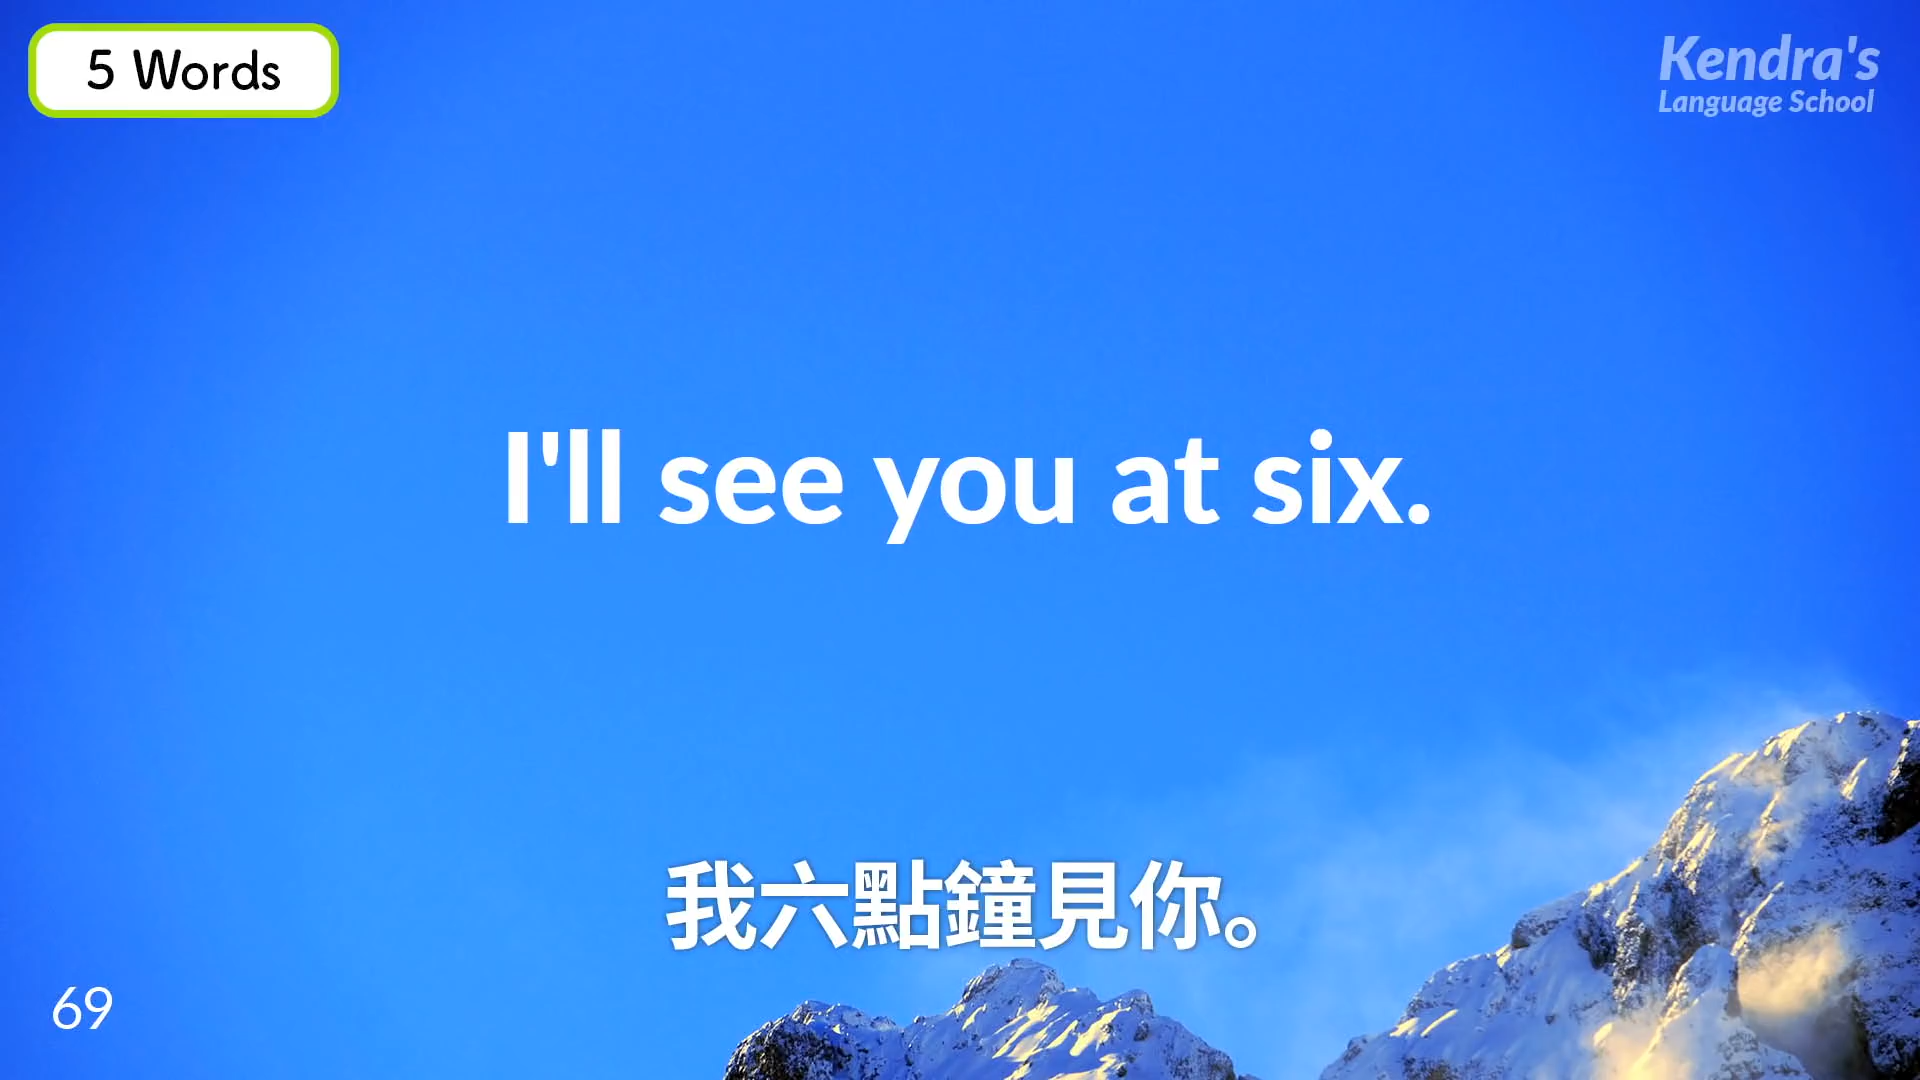 5 Words
Kendra's
Language School
I'll see you at six.
我六點鐘見你。
69